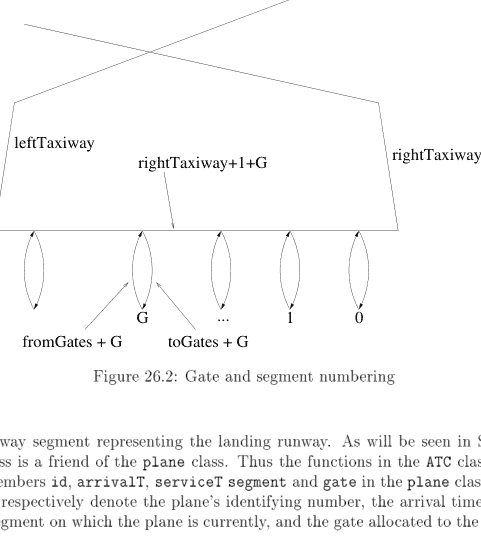 leftTaxiway
rightTaxiway+1+G
rightTaxiway
G ... 1 0
fromGates + G toGates + G
Figure 26.2: Gate and segment numbering
way segment representing the landing runway. As will be seen in S
ss is a friend of the plane class. Thus the functions in the ATC clas
embers id, arrivalT, serviceT segment and gate in the plane clas
respectively denote the plane's identifying number, the arrival time
egment on which the plane is currently, and the gate allocated to the